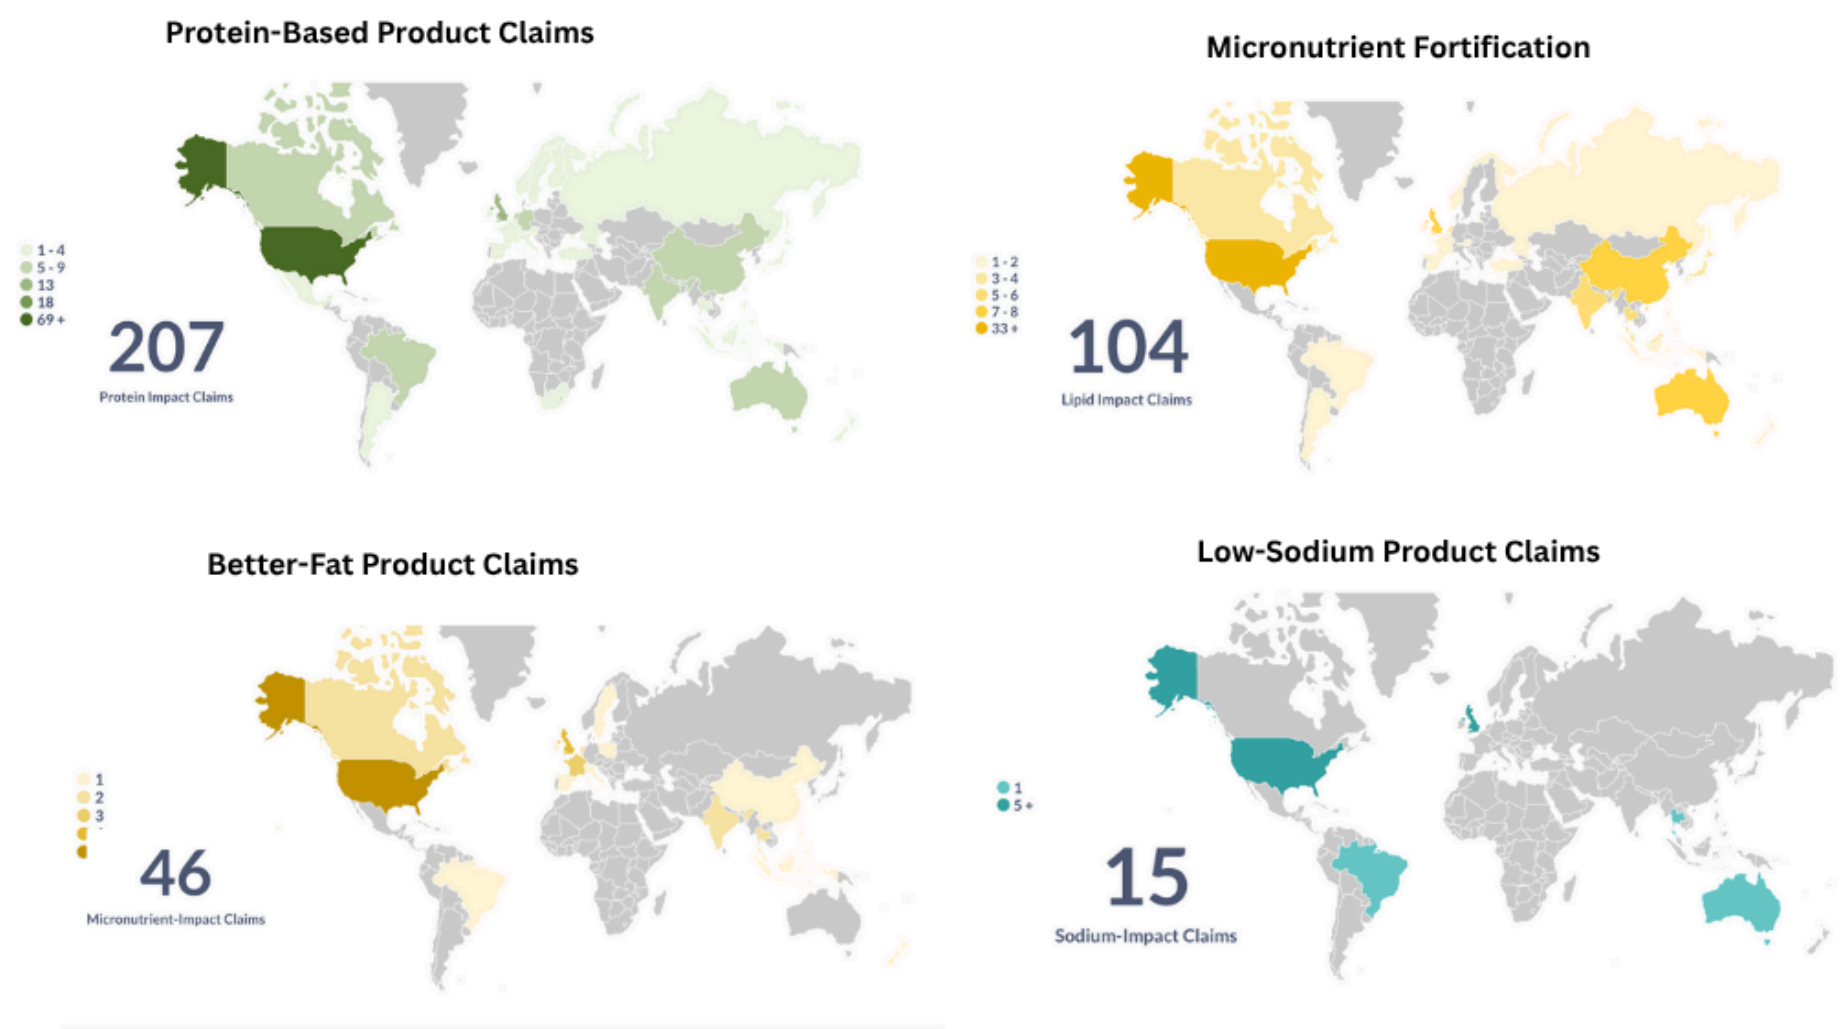 Protein-Based Product Claims
1 - 4
5 - 9
13
18
69 +
207
Protein Impact Claims
Micronutrient Fortification
1 - 2
3 - 4
5 - 6
7 - 8
33 +
104
Lipid Impact Claims
Better-Fat Product Claims
1
2
3
46
Micronutrient-Impact Claims
Low-Sodium Product Claims
1
5 +
15
Sodium-Impact Claims